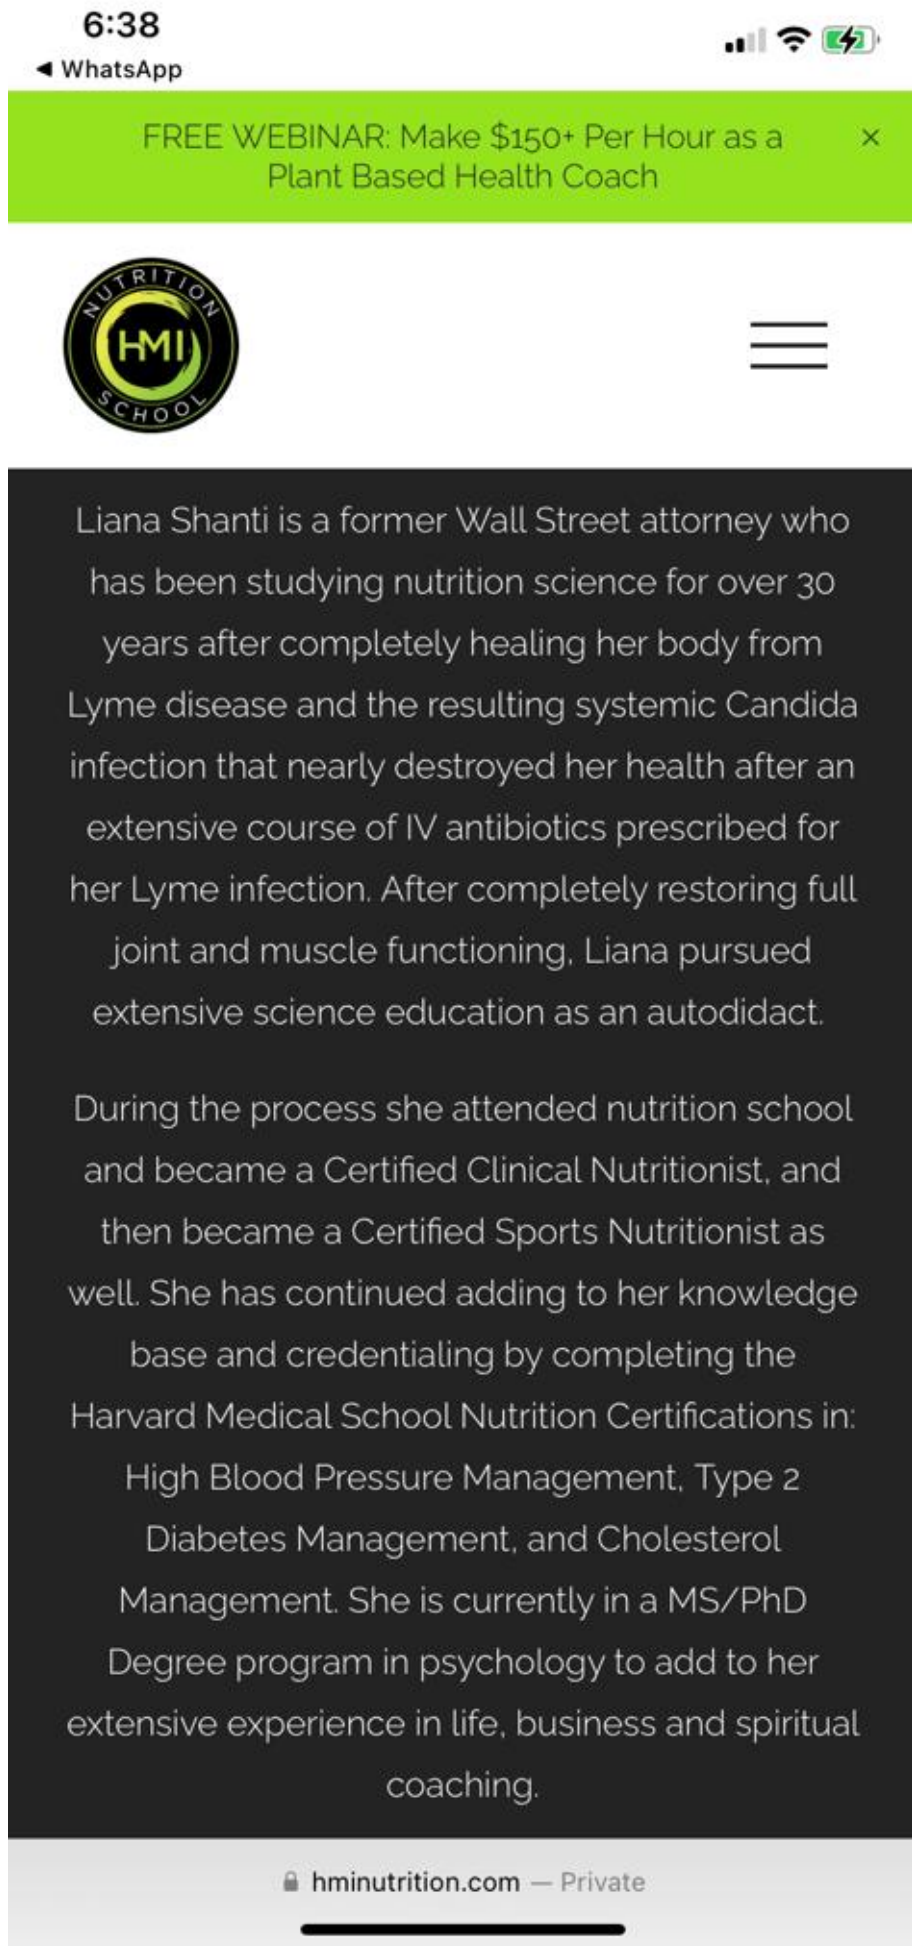 6:38
◀ WhatsApp
FREE WEBINAR: Make $150+ Per Hour as a
Plant Based Health Coach
×
NUTRITION
HMI
SCHOOL
Liana Shanti is a former Wall Street attorney who
has been studying nutrition science for over 30
years after completely healing her body from
Lyme disease and the resulting systemic Candida
infection that nearly destroyed her health after an
extensive course of IV antibiotics prescribed for
her Lyme infection. After completely restoring full
joint and muscle functioning, Liana pursued
extensive science education as an autodidact.
During the process she attended nutrition school
and became a Certified Clinical Nutritionist, and
then became a Certified Sports Nutritionist as
well. She has continued adding to her knowledge
base and credentialing by completing the
Harvard Medical School Nutrition Certifications in:
High Blood Pressure Management, Type 2
Diabetes Management, and Cholesterol
Management. She is currently in a MS/PhD
Degree program in psychology to add to her
extensive experience in life, business and spiritual
coaching.
hminutrition.com — Private